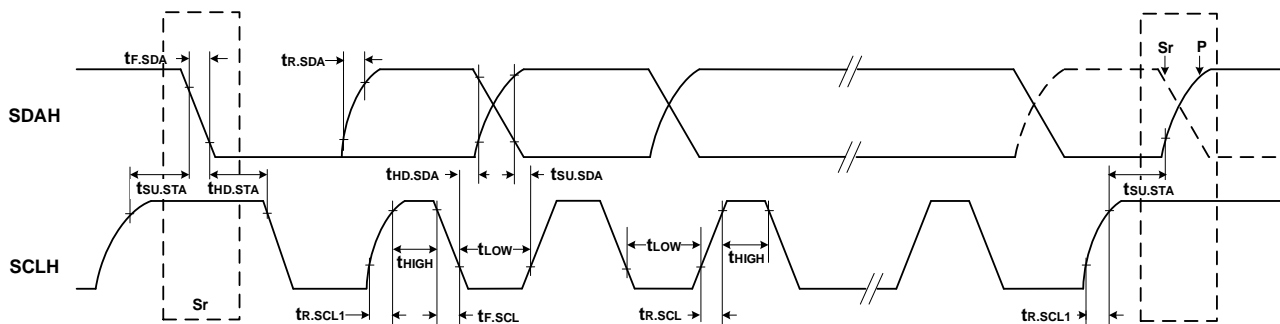 Sr P
tF.SDA tR.SDA
SDAH
tHD.SDA tSU.SDA
tSU.STA tHD.STA tSU.STA
tLOW tLOW
tHIGH tHIGH
SCLH
Sr
tR.SCL1 tF.SCL tR.SCL tR.SCL1